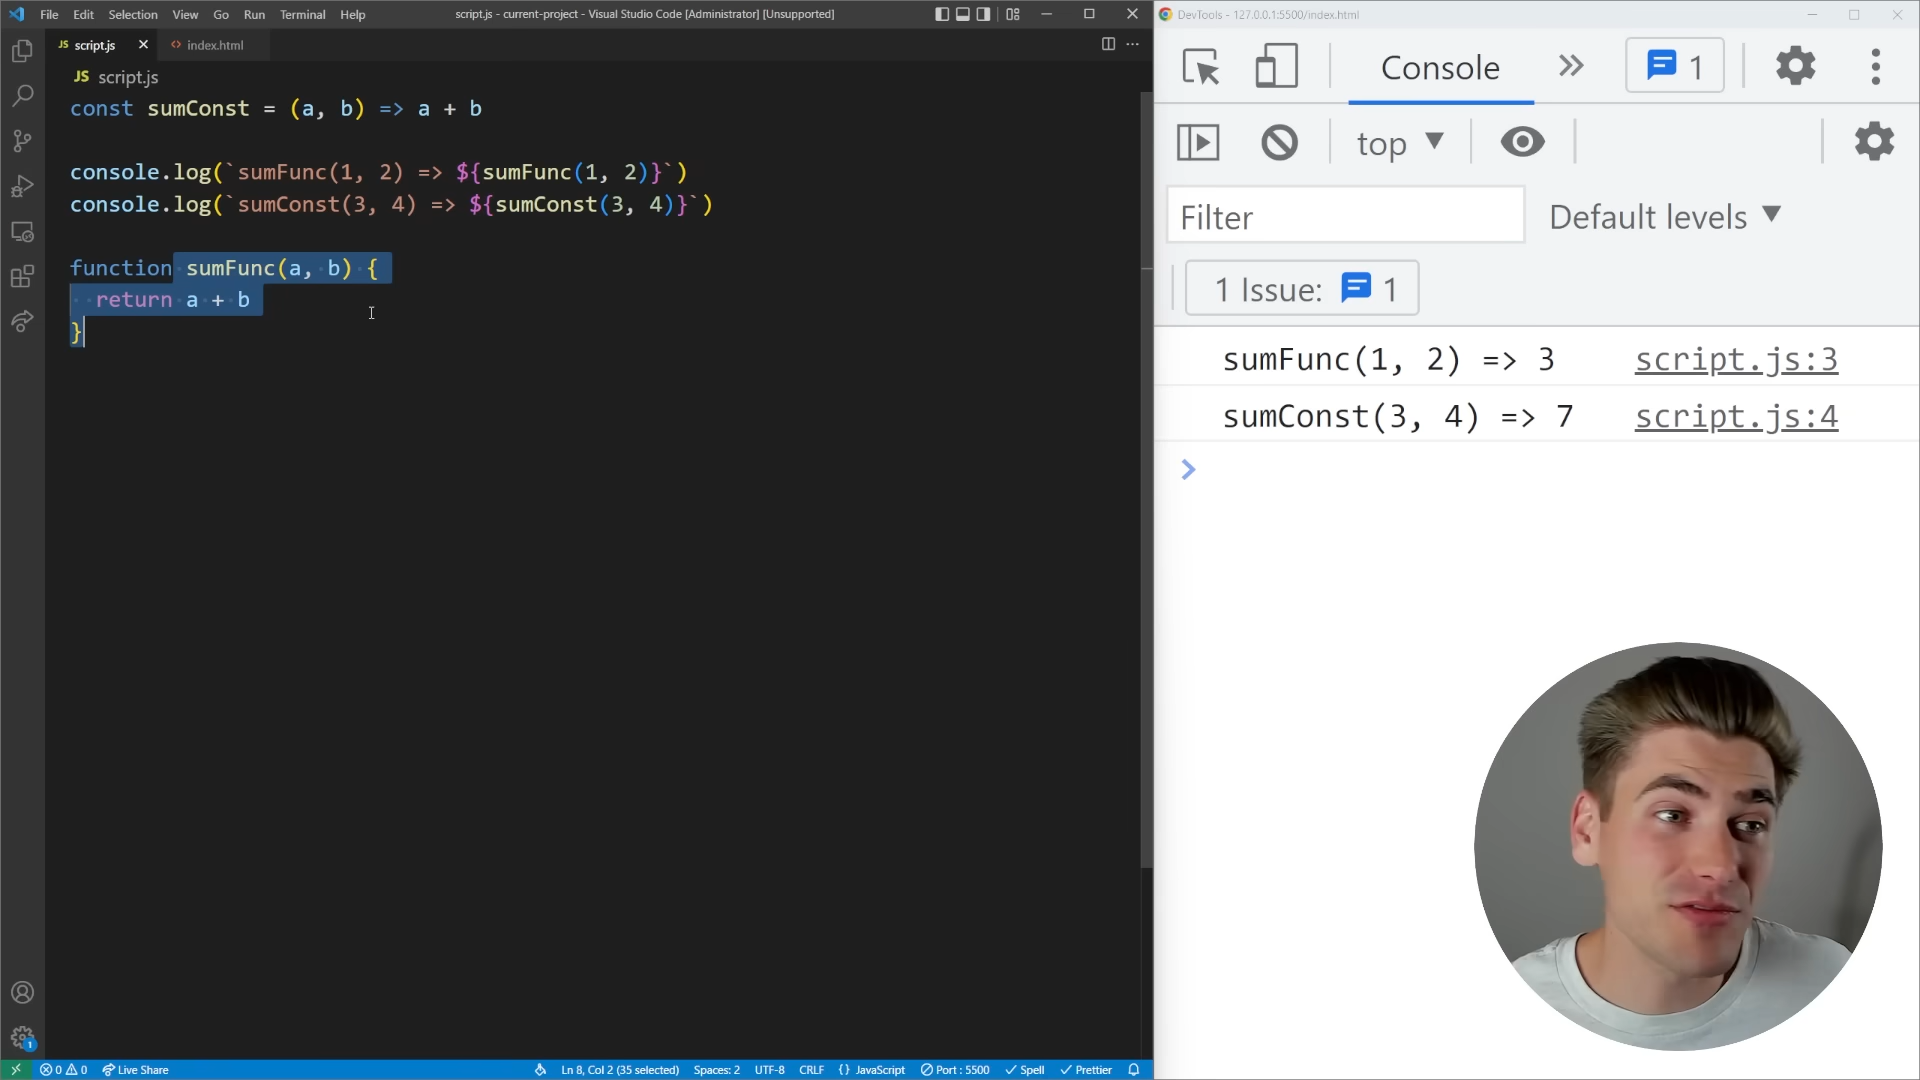 File Edit Selection View Go Run Terminal Help
script.js - current-project - Visual Studio Code [Administrator] [Unsupported]
JS script.js
<> index.html
JS script.js
const sumConst = (a, b) => a + b
console.log(`sumFunc(1, 2) => ${sumFunc(1, 2)}`)
console.log(`sumConst(3, 4) => ${sumConst(3, 4)}`)
function sumFunc(a, b) {
return a + b
}
1
0 0 Live Share Ln 8, Col 2 (35 selected) Spaces: 2 UTF-8 CRLF {} JavaScript Port : 5500 Spell Prettier
DevTools - 127.0.0.1:5500/index.html
Console 1
top
Filter Default levels
1 Issue: 1
sumFunc(1, 2) => 3 script.js:3
sumConst(3, 4) => 7 script.js:4